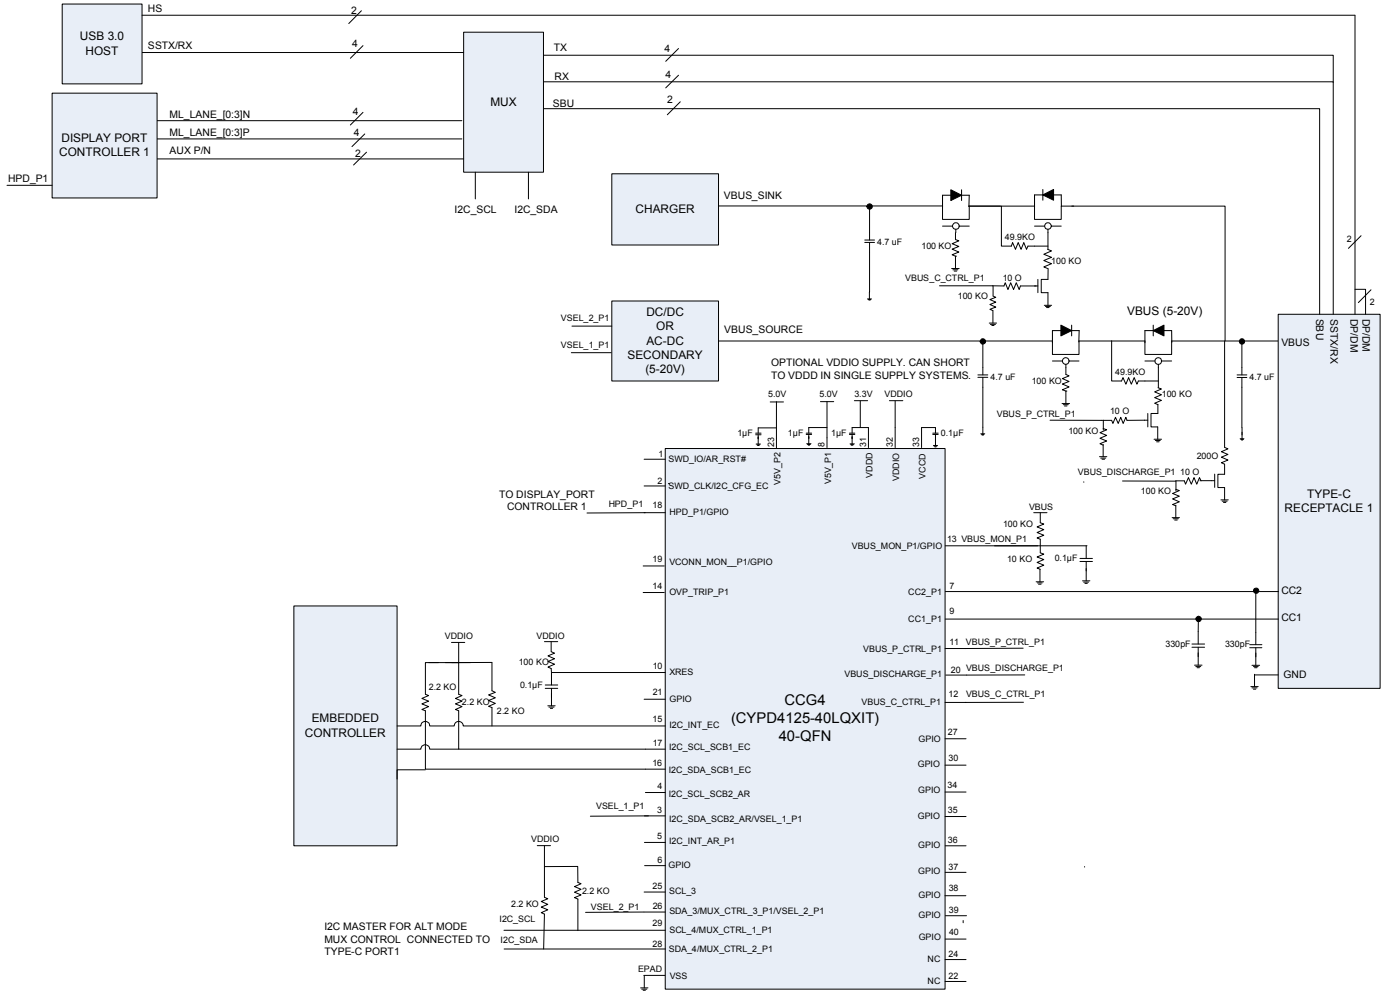 HS
2
USB 3.0
HOST
SSTX/RX
4
MUX
TX
4
RX
4
SBU
2
DISPLAY PORT
CONTROLLER 1
ML_LANE_[0:3]N
4
ML_LANE_[0:3]P
4
AUX P/N
2
HPD_P1
I2C_SCL
I2C_SDA
CHARGER
VBUS_SINK
4.7 uF
100 KO
49.9KO
100 KO
VBUS_C_CTRL_P1
10 O
100 KO
2
2
VSEL_2_P1
VSEL_1_P1
DC/DC
OR
AC-DC
SECONDARY
(5-20V)
VBUS_SOURCE
VBUS (5-20V)
4.7 uF
100 KO
49.9KO
100 KO
VBUS_P_CTRL_P1
10 O
100 KO
4.7 uF
200O
VBUS_DISCHARGE_P1
10 O
100 KO
SBU
SSTX/RX
DP/DM
DP/DM
VBUS
TYPE-C
RECEPTACLE 1
CC2
CC1
GND
OPTIONAL VDDIO SUPPLY. CAN SHORT
TO VDDD IN SINGLE SUPPLY SYSTEMS.
5.0V
5.0V
3.3V
VDDIO
1µF
1µF
1µF
0.1µF
23
8
31
32
33
V5V_P2
V5V_P1
VDDD
VDDIO
VCCD
1
SWD_IO/AR_RST#
2
SWD_CLK/I2C_CFG_EC
TO DISPLAY_PORT
CONTROLLER 1
HPD_P1
18
HPD_P1/GPIO
19
VCONN_MON__P1/GPIO
14
OVP_TRIP_P1
VDDIO
100 KO
0.1µF
10
XRES
21
GPIO
VDDIO
2.2 KO
2.2 KO
2.2 KO
EMBEDDED
CONTROLLER
15
I2C_INT_EC
17
I2C_SCL_SCB1_EC
16
I2C_SDA_SCB1_EC
4
I2C_SCL_SCB2_AR
VSEL_1_P1
3
I2C_SDA_SCB2_AR/VSEL_1_P1
5
I2C_INT_AR_P1
6
GPIO
25
SCL_3
VDDIO
2.2 KO
2.2 KO
VSEL_2_P1
26
SDA_3/MUX_CTRL_3_P1/VSEL_2_P1
I2C_SCL
29
SCL_4/MUX_CTRL_1_P1
I2C_SDA
28
SDA_4/MUX_CTRL_2_P1
I2C MASTER FOR ALT MODE
MUX CONTROL CONNECTED TO
TYPE-C PORT1
EPAD
VSS
CCG4
(CYPD4125-40LQXIT)
40-QFN
VBUS
100 KO
10 KO
0.1µF
VBUS_MON_P1/GPIO
13
VBUS_MON_P1
CC2_P1
7
CC1_P1
9
330pF
330pF
VBUS_P_CTRL_P1
11
VBUS_P_CTRL_P1
VBUS_DISCHARGE_P1
20
VBUS_DISCHARGE_P1
VBUS_C_CTRL_P1
12
VBUS_C_CTRL_P1
GPIO
27
GPIO
30
GPIO
34
GPIO
35
GPIO
36
GPIO
37
GPIO
38
GPIO
39
GPIO
40
NC
24
NC
22